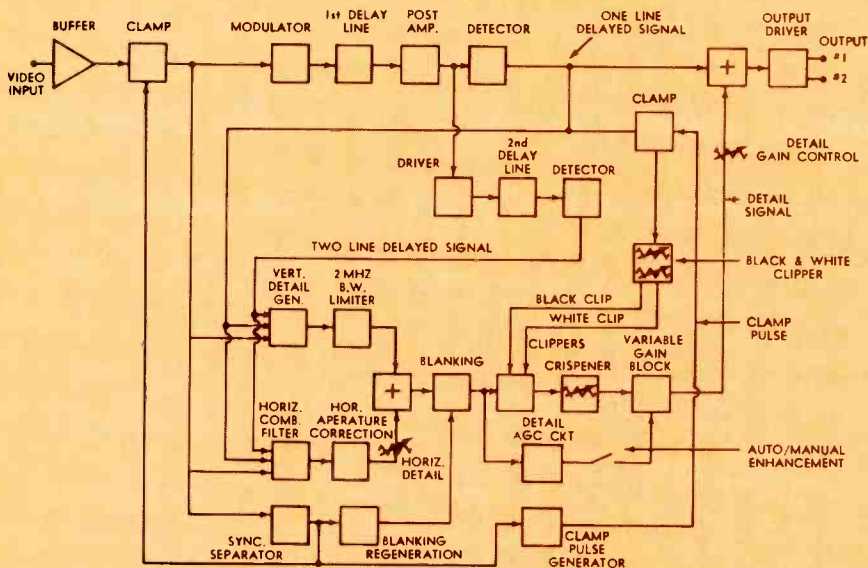 BUFFER
CLAMP
VIDEO
INPUT
MODULATOR
1st DELAY
LINE
POST
AMP.
DETECTOR
ONE LINE
DELAYED SIGNAL
OUTPUT
DRIVER
OUTPUT
#1
#2
+
CLAMP
DETAIL
GAIN CONTROL
DRIVER
2nd
DELAY
LINE
DETECTOR
DETAIL
SIGNAL
TWO LINE DELAYED SIGNAL
BLACK & WHITE
CLIPPER
VERT.
DETAIL
GEN.
2 MHZ
B.W.
LIMITER
BLACK CLIP
WHITE CLIP
CLAMP
PULSE
CLIPPERS
VARIABLE
GAIN
BLOCK
BLANKING
CRISPENER
+
HORIZ.
COMB.
FILTER
HOR.
APERATURE
CORRECTION
HORIZ.
DETAIL
DETAIL
AGC CKT
AUTO/MANUAL
ENHANCEMENT
SYNC.
SEPARATOR
BLANKING
REGENERATION
CLAMP
PULSE
GENERATOR